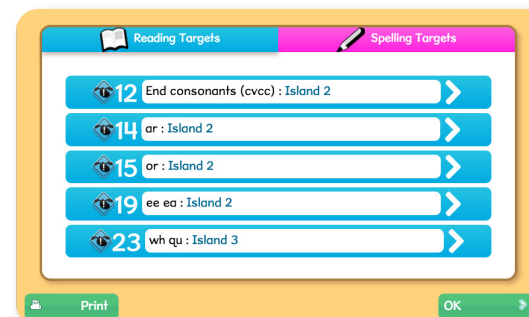 Reading Targets
Spelling Targets
12 End consonants (cvcc) : Island 2
14 ar : Island 2
15 or : Island 2
19 ee ea : Island 2
23 wh qu : Island 3
Print
OK